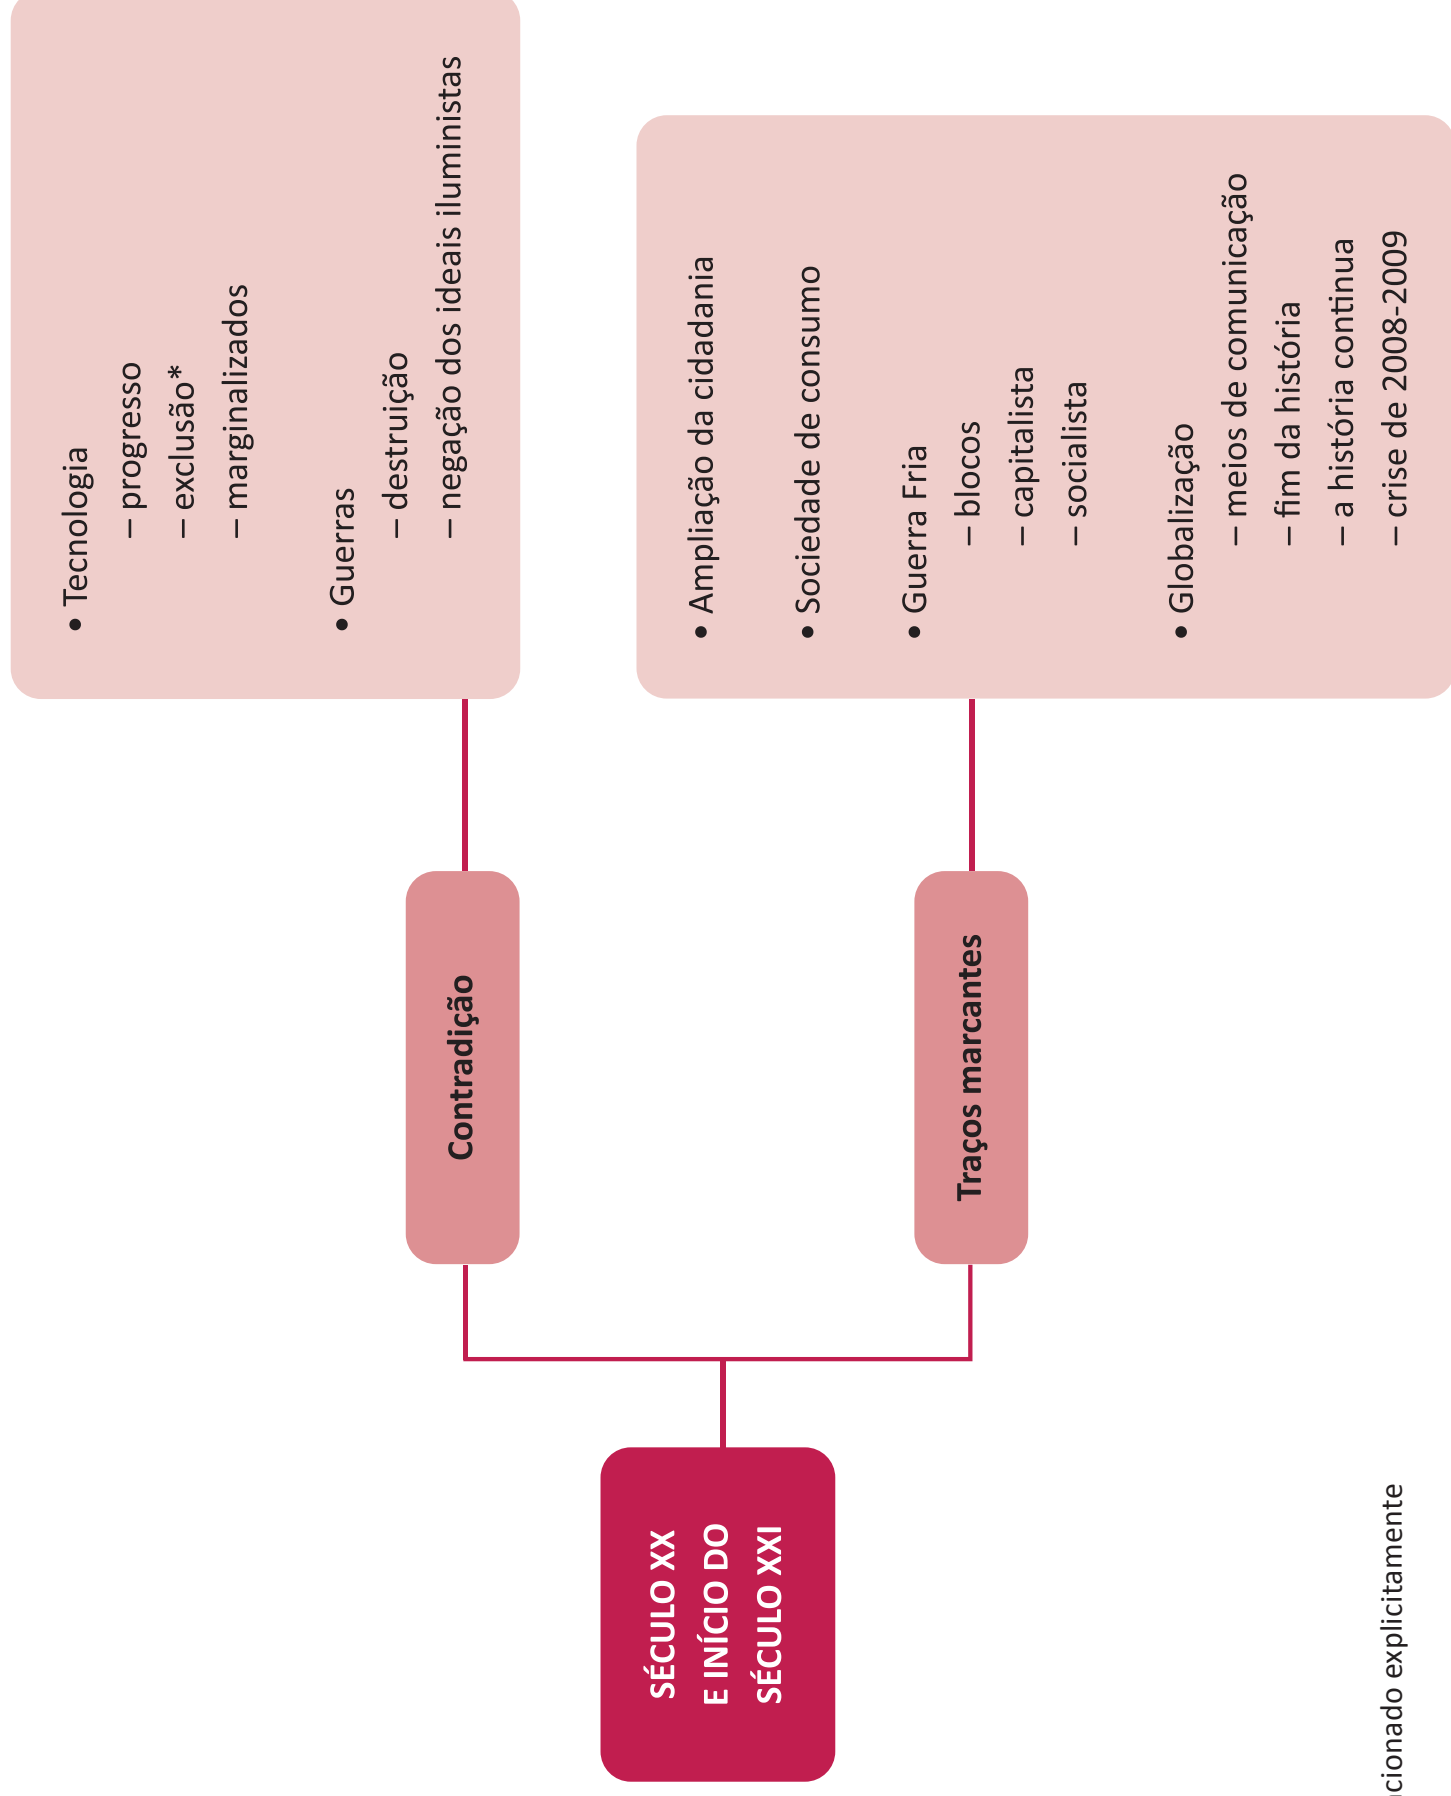 SÉCULO XX
E INÍCIO DO
SÉCULO XXI
Contradição
• Tecnologia
– progresso
– exclusão*
– marginalizados
• Guerras
– destruição
– negação dos ideais iluministas
Traços marcantes
• Ampliação da cidadania
• Sociedade de consumo
• Guerra Fria
– blocos
– capitalista
– socialista
• Globalização
– meios de comunicação
– fim da história
– a história continua
– crise de 2008-2009
explicitamente